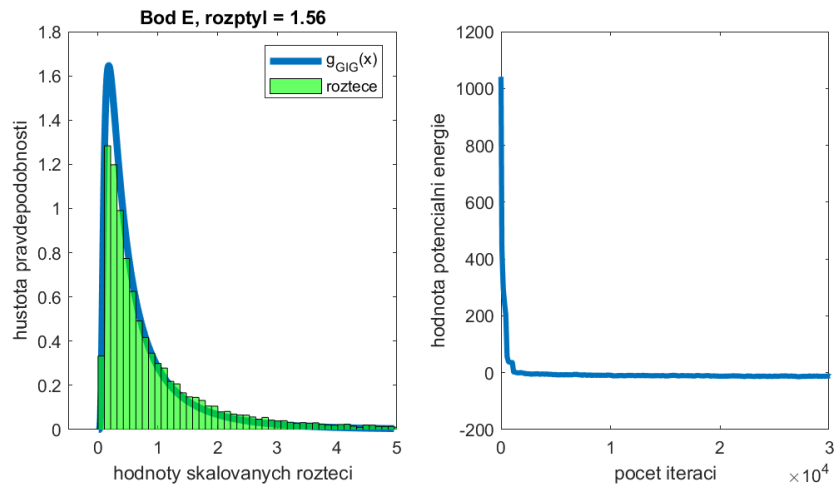 Bod E, rozptyl = 1.56
g_GIG(x)
roztece
hustota pravdepodobnosti
1.8
1.6
1.4
1.2
1
0.8
0.6
0.4
0.2
0
0 1 2 3 4 5
hodnoty skalovanych rozteci
hodnota potencialni energie
1200
1000
800
600
400
200
0
-200
0 1 2 3
×10^4
pocet iteraci